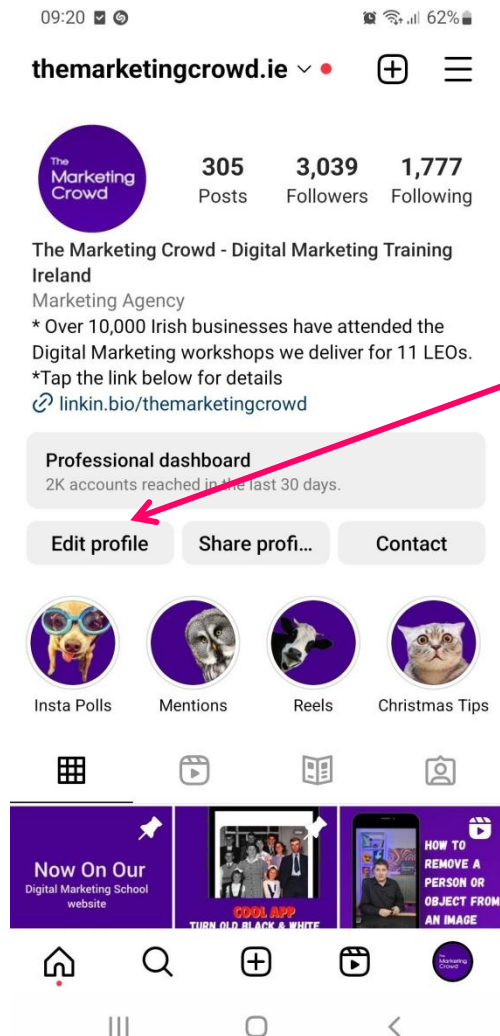 09:20
62%
themarketingcrowd.ie
The
Marketing
Crowd
305
3,039
1,777
Posts
Followers
Following
The Marketing Crowd - Digital Marketing Training
Ireland
Marketing Agency
* Over 10,000 Irish businesses have attended the
Digital Marketing workshops we deliver for 11 LEOs.
*Tap the link below for details
linkin.bio/themarketingcrowd
Professional dashboard
2K accounts reached in the last 30 days.
Edit profile
Share profi...
Contact
Insta Polls
Mentions
Reels
Christmas Tips
Now On Our
Digital Marketing School
website
COOL APP
TURN OLD BLACK & WHITE
HOW TO
REMOVE A
PERSON OR
OBJECT FROM
AN IMAGE
The
Marketing
Crowd